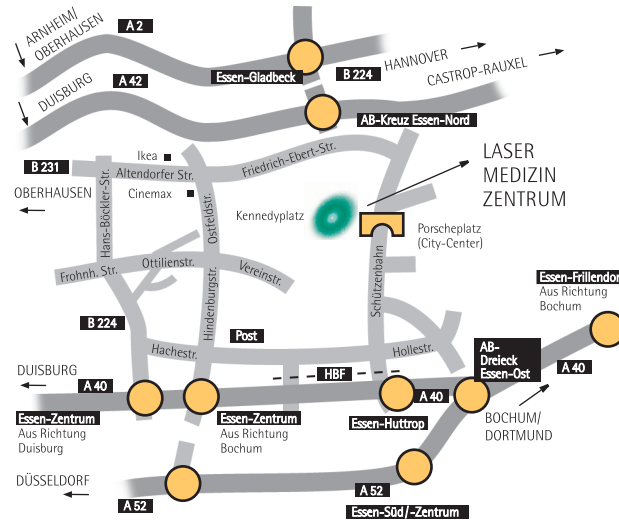 ARNHEIM/
OBERHAUSEN
A 2
Essen-Gladbeck
B 224
HANNOVER
CASTROP-RAUXEL
DUISBURG
A 42
AB-Kreuz Essen-Nord
Ikea
B 231
Altendorfer Str.
Friedrich-Ebert-Str.
Cinemax
OBERHAUSEN
LASER
MEDIZIN
ZENTRUM
Kennedyplatz
Porscheplatz
(City-Center)
Hans-Böckler-Str.
Ostfeldstr.
Frohnh. Str.
Ottilienstr.
Vereinstr.
Hindenburgstr.
Schützenbahn
Essen-Frillendorf
Aus Richtung
Bochum
B 224
Post
Hachestr.
Hollestr.
AB-
Dreieck
Essen-Ost
HBF
DUISBURG
A 40
A 40
A 40
Essen-Zentrum
Aus Richtung
Duisburg
Essen-Zentrum
Aus Richtung
Bochum
Essen-Huttrop
BOCHUM/
DORTMUND
DÜSSELDORF
A 52
A 52
Essen-Süd/-Zentrum